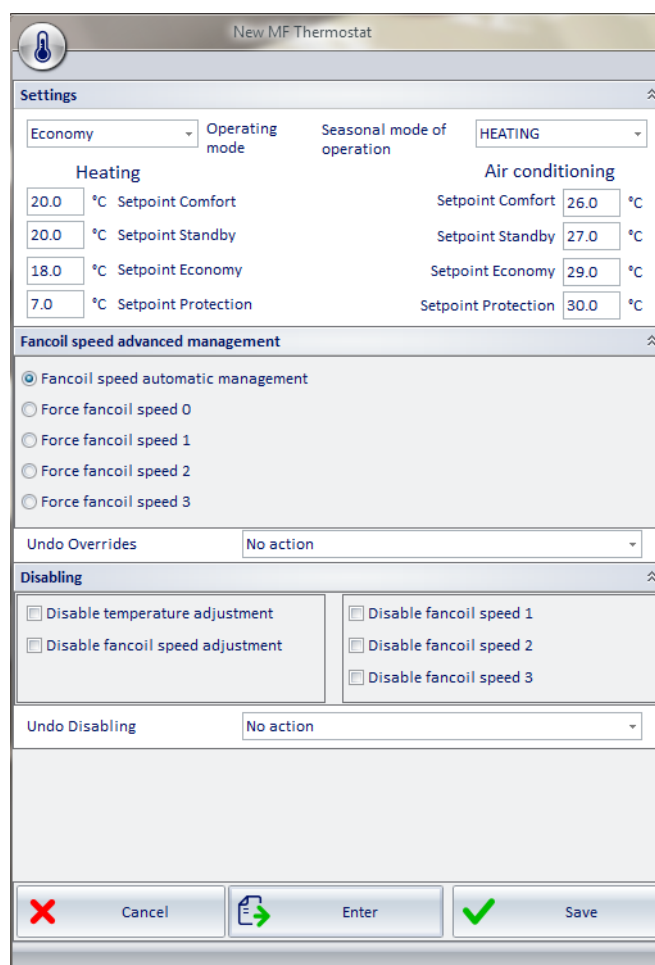 New MF Thermostat
Settings
Economy Operating mode Seasonal mode of operation HEATING
Heating Air conditioning
20.0 °C Setpoint Comfort Setpoint Comfort 26.0 °C
20.0 °C Setpoint Standby Setpoint Standby 27.0 °C
18.0 °C Setpoint Economy Setpoint Economy 29.0 °C
7.0 °C Setpoint Protection Setpoint Protection 30.0 °C
Fancoil speed advanced management
Fancoil speed automatic management
Force fancoil speed 0
Force fancoil speed 1
Force fancoil speed 2
Force fancoil speed 3
Undo Overrides No action
Disabling
Disable temperature adjustment Disable fancoil speed 1
Disable fancoil speed adjustment Disable fancoil speed 2
Disable fancoil speed 3
Undo Disabling No action
Cancel Enter Save